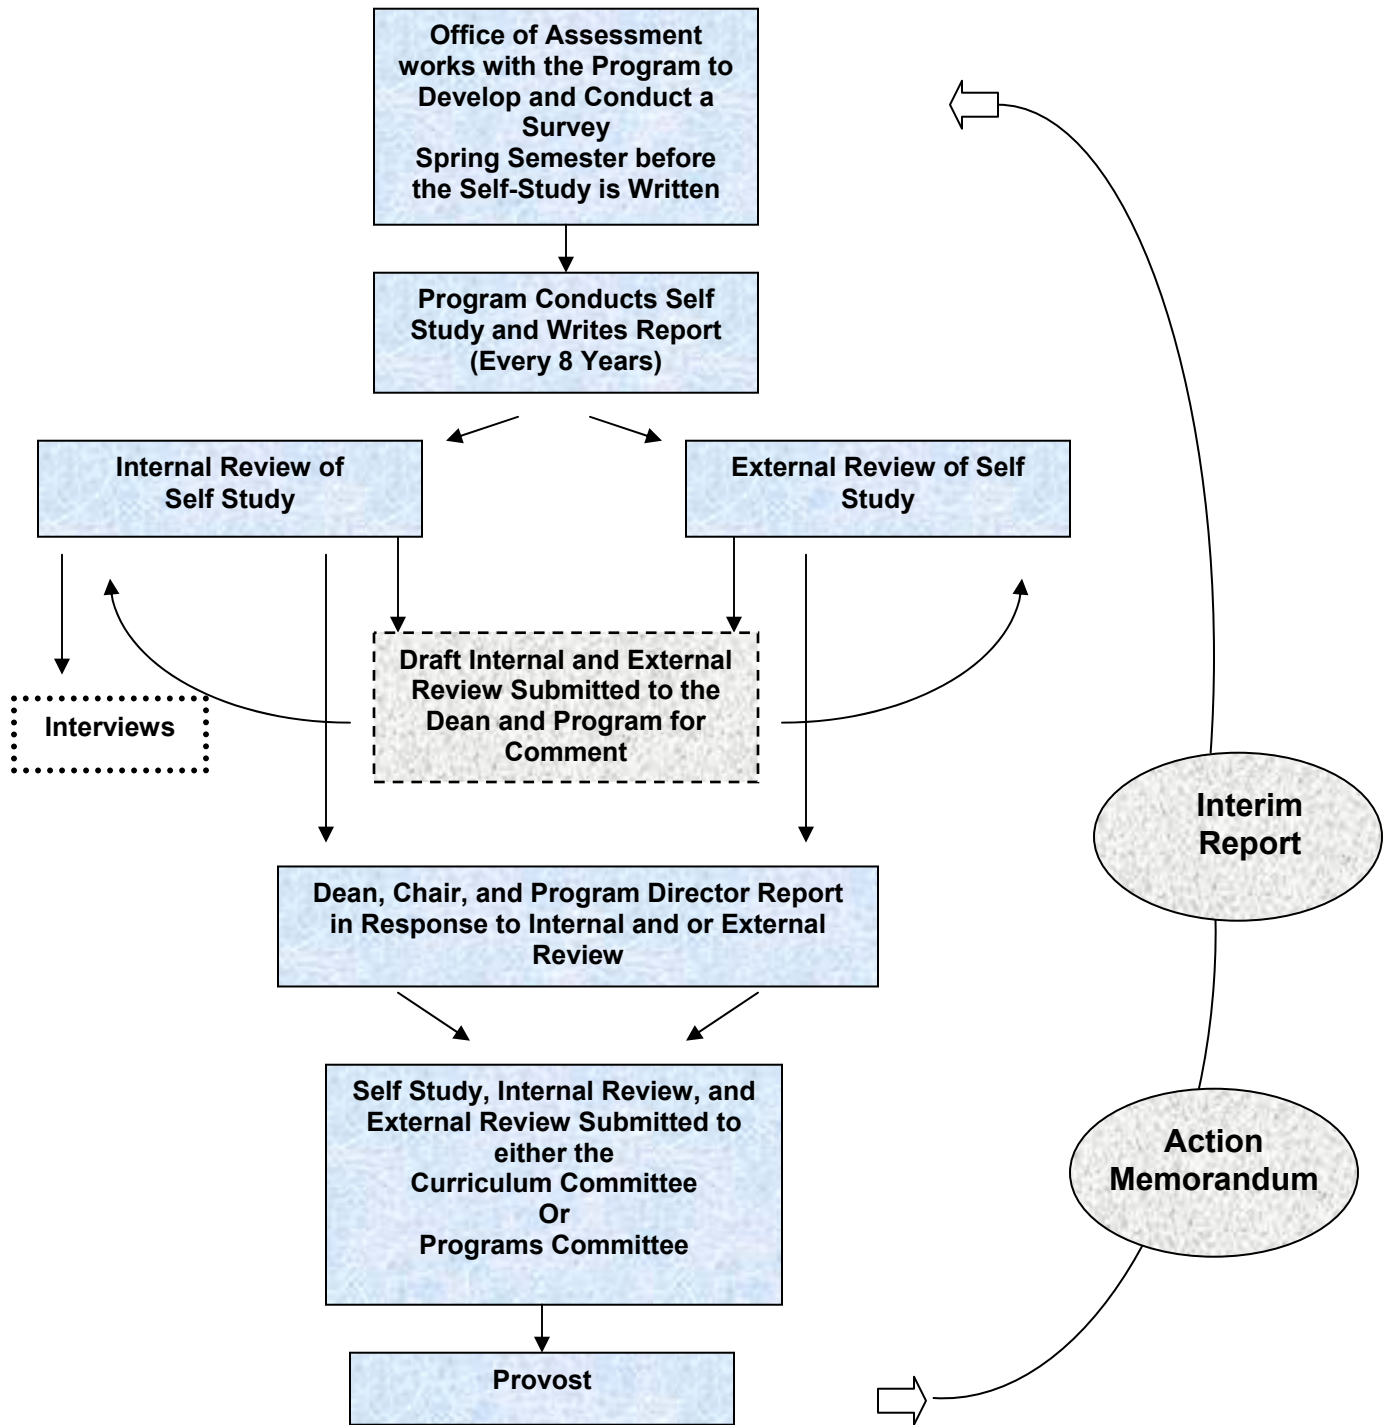 Office of Assessment
works with the Program to
Develop and Conduct a
Survey
Spring Semester before
the Self-Study is Written
Program Conducts Self
Study and Writes Report
(Every 8 Years)
Internal Review of
Self Study
External Review of Self
Study
Draft Internal and External
Review Submitted to the
Dean and Program for
Comment
Interviews
Interim
Report
Dean, Chair, and Program Director Report
in Response to Internal and or External
Review
Self Study, Internal Review, and
External Review Submitted to
either the
Curriculum Committee
Or
Programs Committee
Action
Memorandum
Provost